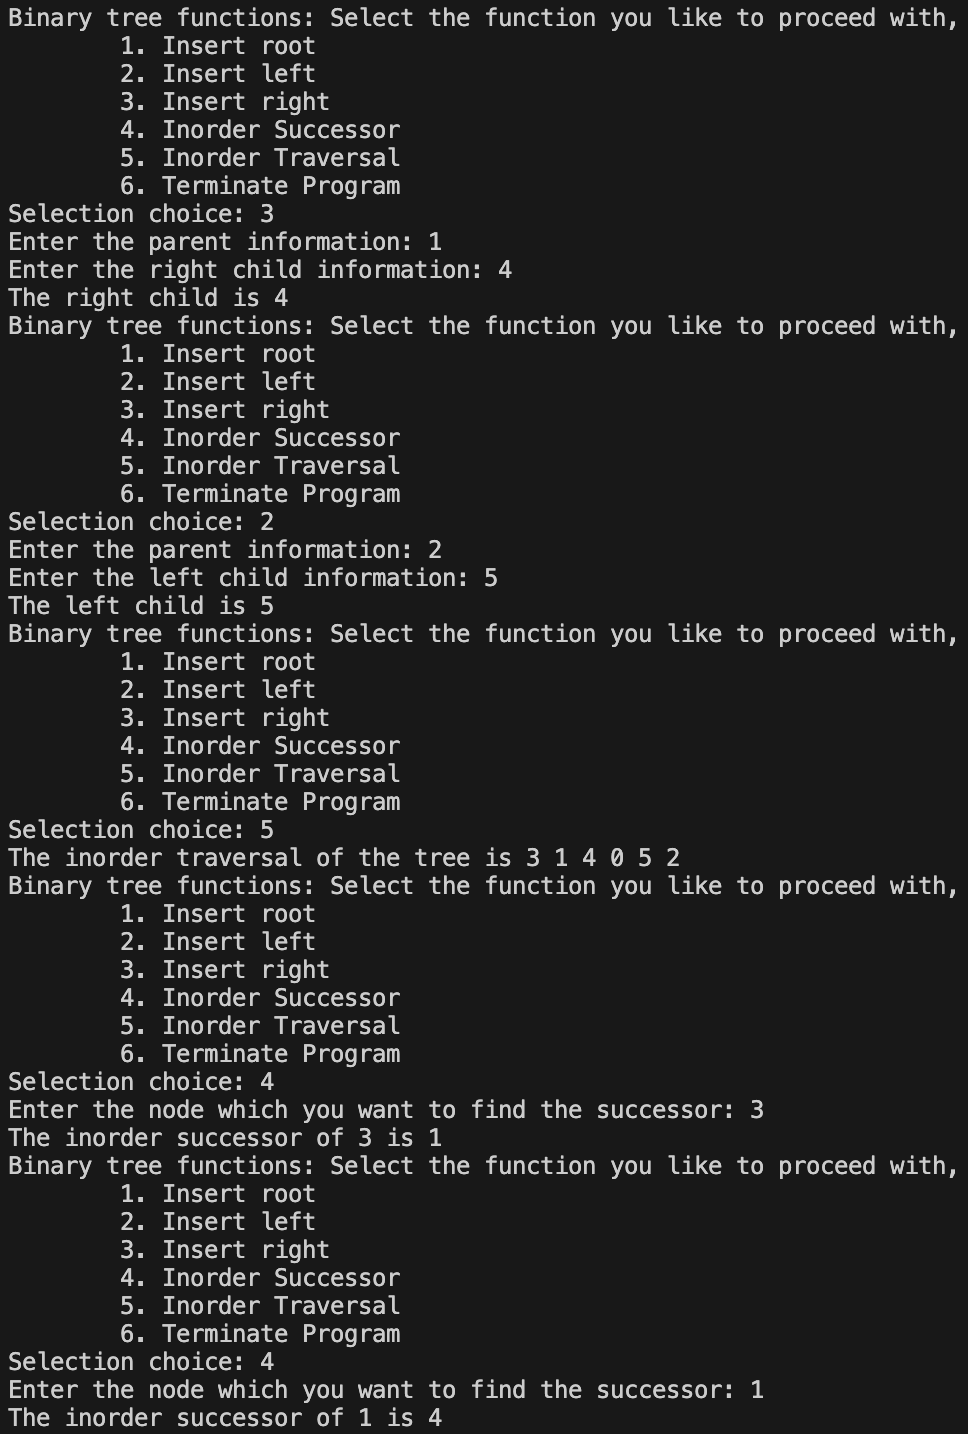 Binary tree functions: Select the function you like to proceed with,
1. Insert root
2. Insert left
3. Insert right
4. Inorder Successor
5. Inorder Traversal
6. Terminate Program
Selection choice: 3
Enter the parent information: 1
Enter the right child information: 4
The right child is 4
Binary tree functions: Select the function you like to proceed with,
1. Insert root
2. Insert left
3. Insert right
4. Inorder Successor
5. Inorder Traversal
6. Terminate Program
Selection choice: 2
Enter the parent information: 2
Enter the left child information: 5
The left child is 5
Binary tree functions: Select the function you like to proceed with,
1. Insert root
2. Insert left
3. Insert right
4. Inorder Successor
5. Inorder Traversal
6. Terminate Program
Selection choice: 5
The inorder traversal of the tree is 3 1 4 0 5 2
Binary tree functions: Select the function you like to proceed with,
1. Insert root
2. Insert left
3. Insert right
4. Inorder Successor
5. Inorder Traversal
6. Terminate Program
Selection choice: 4
Enter the node which you want to find the successor: 3
The inorder successor of 3 is 1
Binary tree functions: Select the function you like to proceed with,
1. Insert root
2. Insert left
3. Insert right
4. Inorder Successor
5. Inorder Traversal
6. Terminate Program
Selection choice: 4
Enter the node which you want to find the successor: 1
The inorder successor of 1 is 4